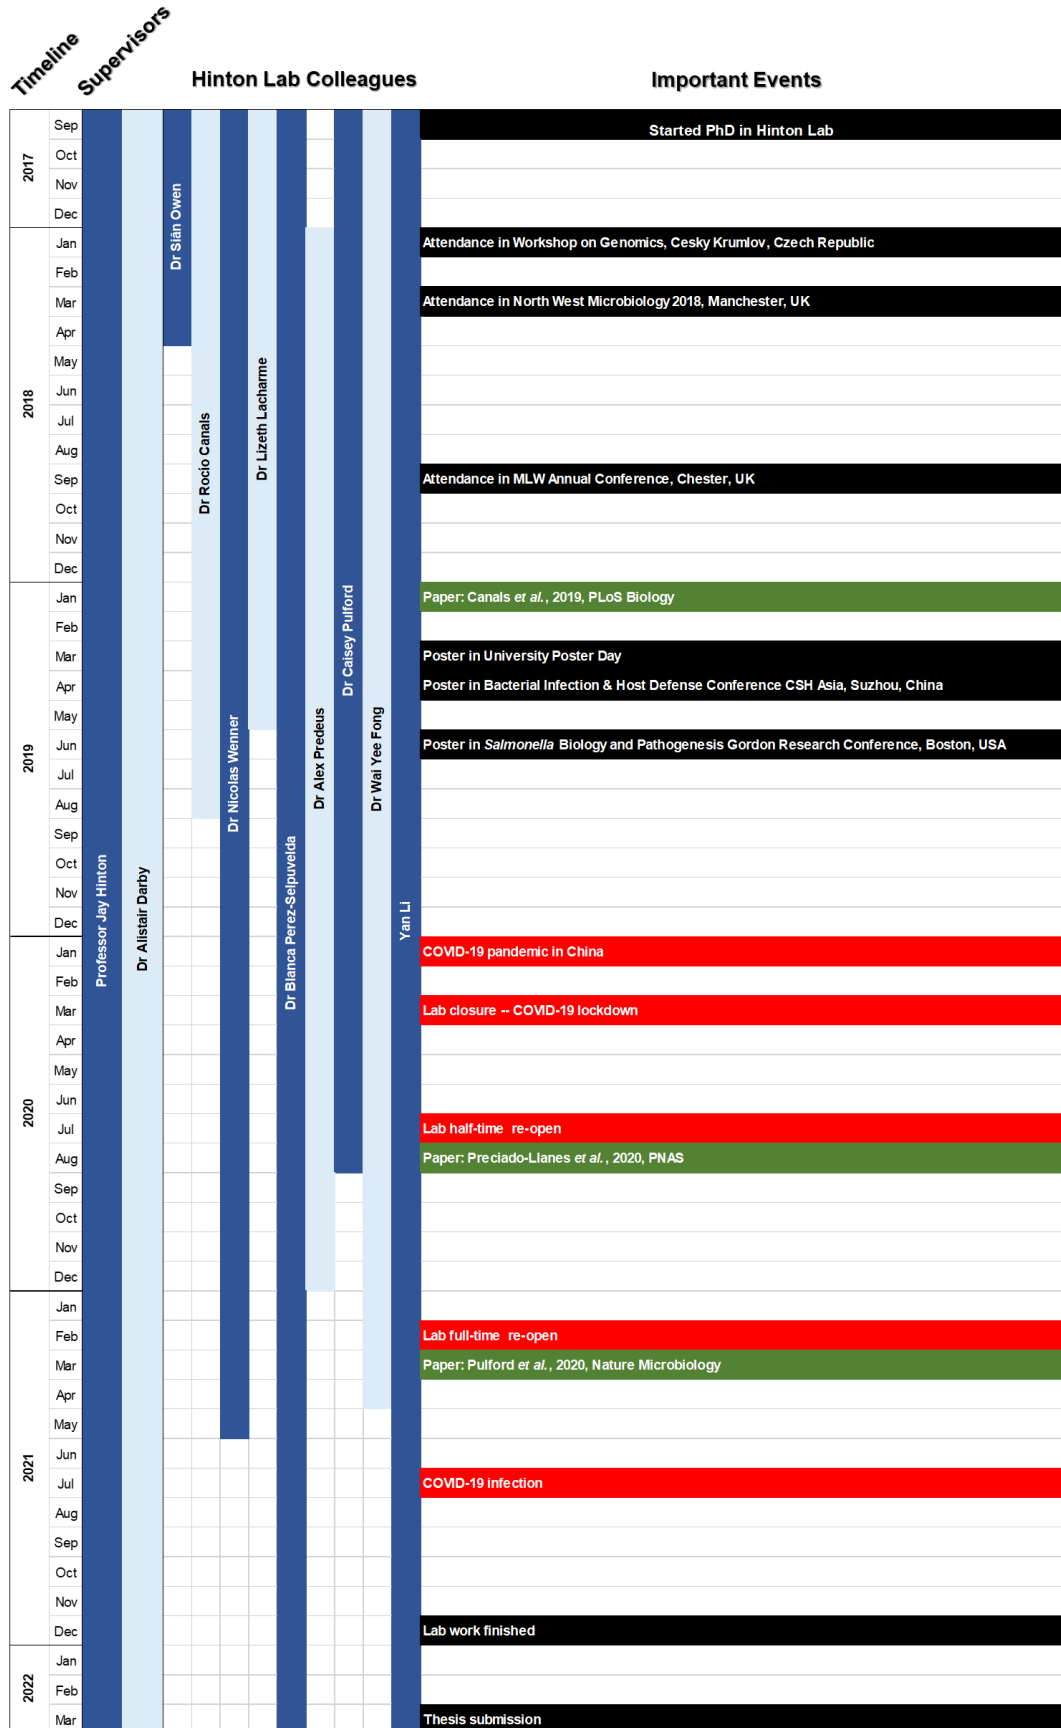 Timeline
Supervisors
Hinton Lab Colleagues
Important Events
2017
Sep
Oct
Nov
Dec
2018
Jan
Feb
Mar
Apr
May
Jun
Jul
Aug
Sep
Oct
Nov
Dec
2019
Jan
Feb
Mar
Apr
May
Jun
Jul
Aug
Sep
Oct
Nov
Dec
2020
Jan
Feb
Mar
Apr
May
Jun
Jul
Aug
Sep
Oct
Nov
Dec
2021
Jan
Feb
Mar
Apr
May
Jun
Jul
Aug
Sep
Oct
Nov
Dec
2022
Jan
Feb
Mar
Professor Jay Hinton
Dr Alistair Darby
Dr Siân Owen
Dr Rocio Canals
Dr Nicolas Wenner
Dr Lizeth Lacharme
Dr Blanca Perez-Selpuvelda
Dr Alex Predeus
Dr Caisey Pulford
Dr Wai Yee Fong
Yan Li
Started PhD in Hinton Lab
Attendance in Workshop on Genomics, Cesky Krumlov, Czech Republic
Attendance in North West Microbiology 2018, Manchester, UK
Attendance in MLW Annual Conference, Chester, UK
Paper: Canals et al., 2019, PLoS Biology
Poster in University Poster Day
Poster in Bacterial Infection & Host Defense Conference CSH Asia, Suzhou, China
Poster in Salmonella Biology and Pathogenesis Gordon Research Conference, Boston, USA
COVID-19 pandemic in China
Lab closure -- COVID-19 lockdown
Lab half-time re-open
Paper: Preciado-Llanes et al., 2020, PNAS
Lab full-time re-open
Paper: Pulford et al., 2020, Nature Microbiology
COVID-19 infection
Lab work finished
Thesis submission